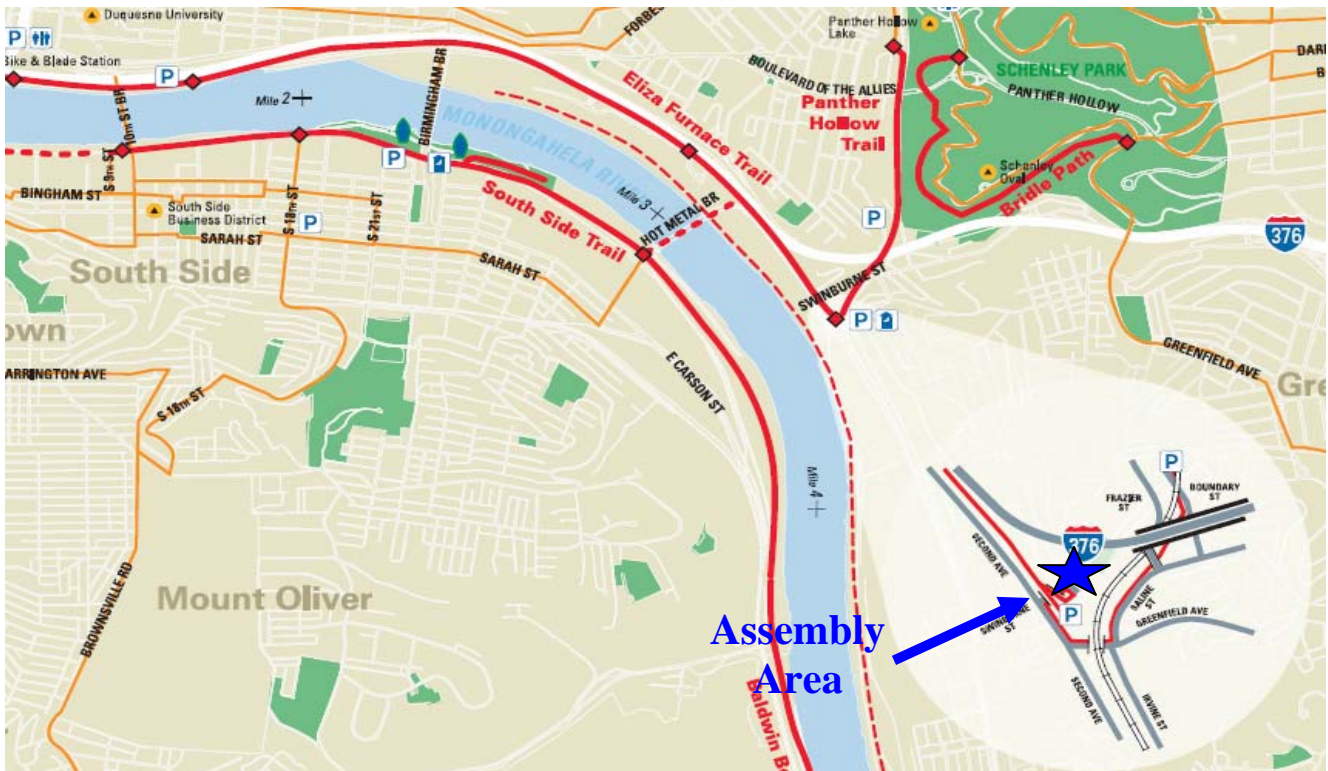 Duquesne University
P
Bike & Blade Station
P
10TH ST BR
Mile 2
BIRMINGHAM BR
FORBES
Panther Hollow
Lake
BOULEVARD OF THE ALLIES
Panther
Hollow
Trail
SCHENLEY PARK
PANTHER HOLLOW
DAR
Schenley
Oval
Bridle Path
Eliza Furnace Trail
MONONGAHELA RIV
Mile 3
HOT METAL BR
South Side Trail
P
S 9TH ST
BINGHAM ST
South Side
Business District
S 18TH ST
P
S 21ST ST
SARAH ST
SARAH ST
South Side
own
ARRINGTON AVE
S 18TH ST
P
376
SWINBURNE ST
P
GREENFIELD AVE
Gre
E CARSON ST
Mile 4
BROWNSVILLE RD
Mount Oliver
Baldwin Bo
P
FRAZIER
ST
BOUNDARY
ST
376
SECOND AVE
SWINBURNE
ST
P
SALINE
ST
GREENFIELD AVE
SECOND AVE
IRVINE ST
Assembly
Area